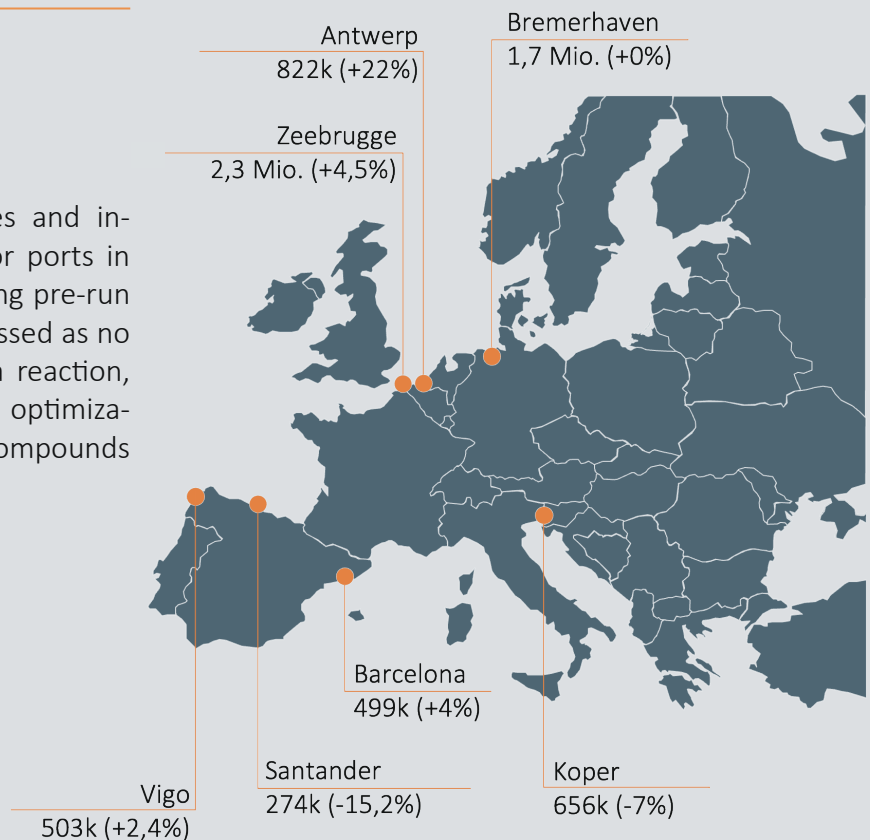 Antwerp
822k (+22%)
Bremerhaven
1,7 Mio. (+0%)
Zeebrugge
2,3 Mio. (+4,5%)
es and in-
or ports in
ng pre-run
ssed as no
reaction,
optimiza-
ompounds
Barcelona
499k (+4%)
Santander
274k (-15,2%)
Koper
656k (-7%)
Vigo
503k (+2,4%)